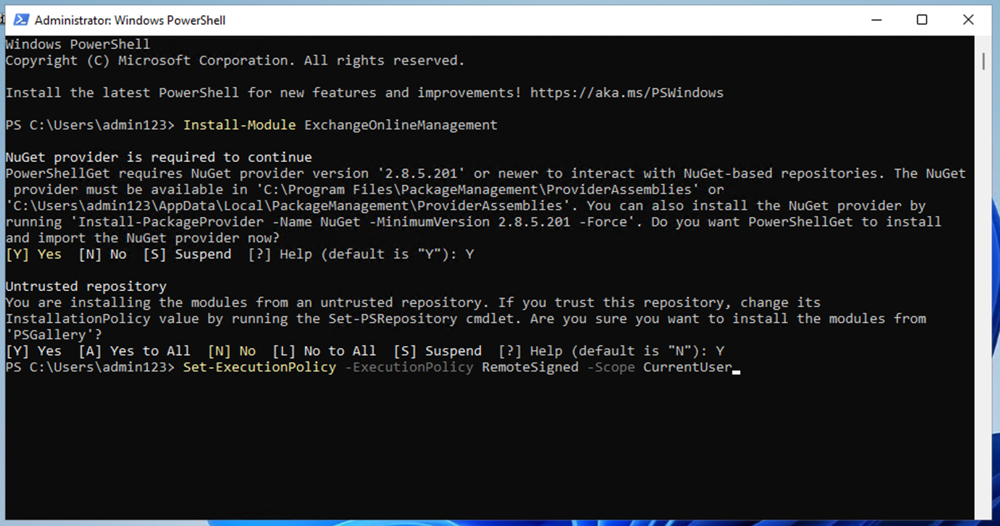 Administrator: Windows PowerShell
Windows PowerShell
Copyright (C) Microsoft Corporation. All rights reserved.
Install the latest PowerShell for new features and improvements! https://aka.ms/PSWindows
PS C:\Users\admin123> Install-Module ExchangeOnlineManagement
NuGet provider is required to continue
PowerShellGet requires NuGet provider version '2.8.5.201' or newer to interact with NuGet-based repositories. The NuGet
provider must be available in 'C:\Program Files\PackageManagement\ProviderAssemblies' or
'C:\Users\admin123\AppData\Local\PackageManagement\ProviderAssemblies'. You can also install the NuGet provider by
running 'Install-PackageProvider -Name NuGet -MinimumVersion 2.8.5.201 -Force'. Do you want PowerShellGet to install
and import the NuGet provider now?
[Y] Yes  [N] No  [S] Suspend  [?] Help (default is "Y"): Y
Untrusted repository
You are installing the modules from an untrusted repository. If you trust this repository, change its
InstallationPolicy value by running the Set-PSRepository cmdlet. Are you sure you want to install the modules from
'PSGallery'?
[Y] Yes  [A] Yes to All  [N] No  [L] No to All  [S] Suspend  [?] Help (default is "N"): Y
PS C:\Users\admin123> Set-ExecutionPolicy -ExecutionPolicy RemoteSigned -Scope CurrentUser